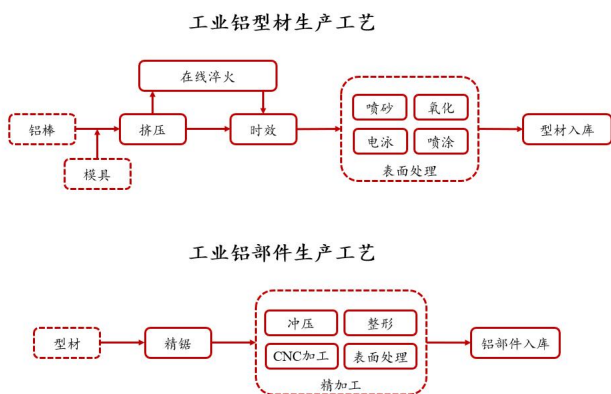 工业铝型材生产工艺
在线淬火
喷砂
氧化
铝棒
挤压
时效
型材入库
电泳
喷涂
模具
表面处理
工业铝部件生产工艺
冲压
整形
型材
精锯
铝部件入库
CNC加工
表面处理
精加工